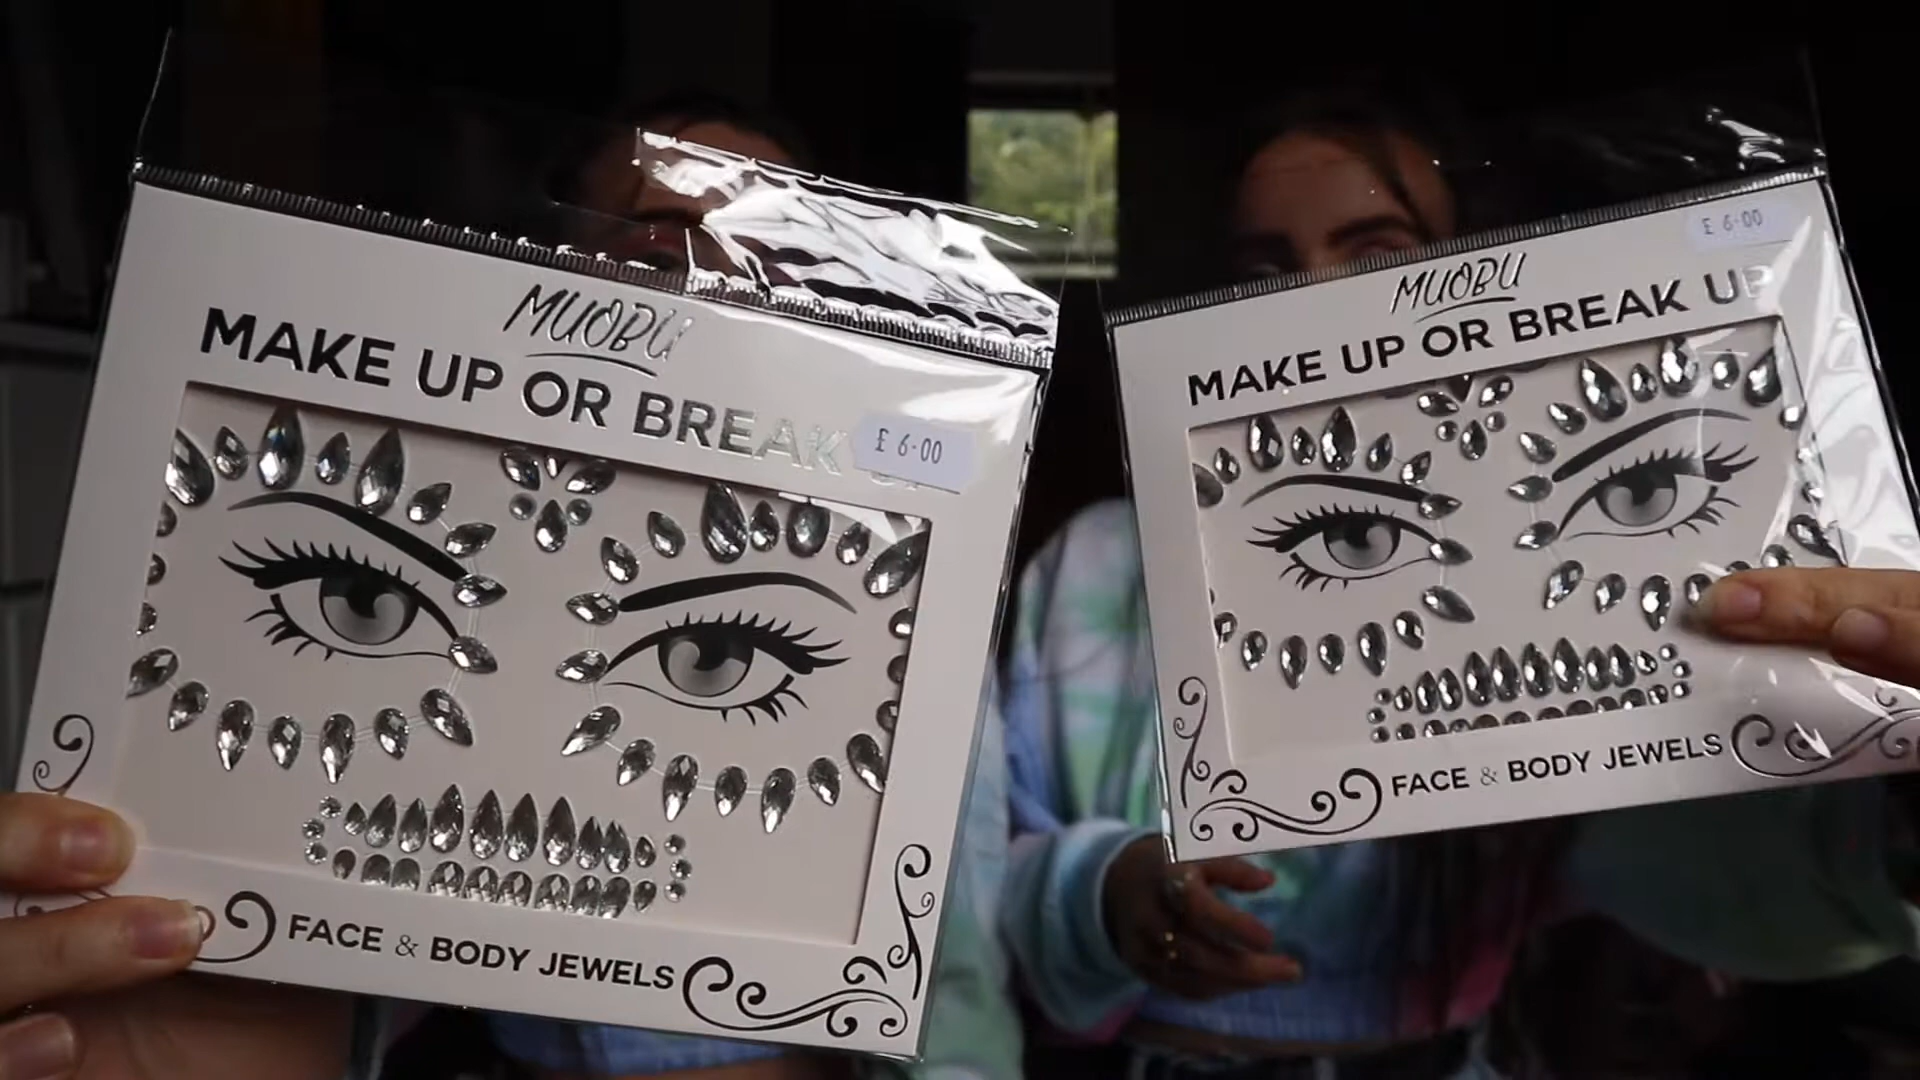 MUOBU
MAKE UP OR BREAK UP
£ 6.00
FACE & BODY JEWELS
£ 6.00
MUOBU
MAKE UP OR BREAK UP
FACE & BODY JEWELS